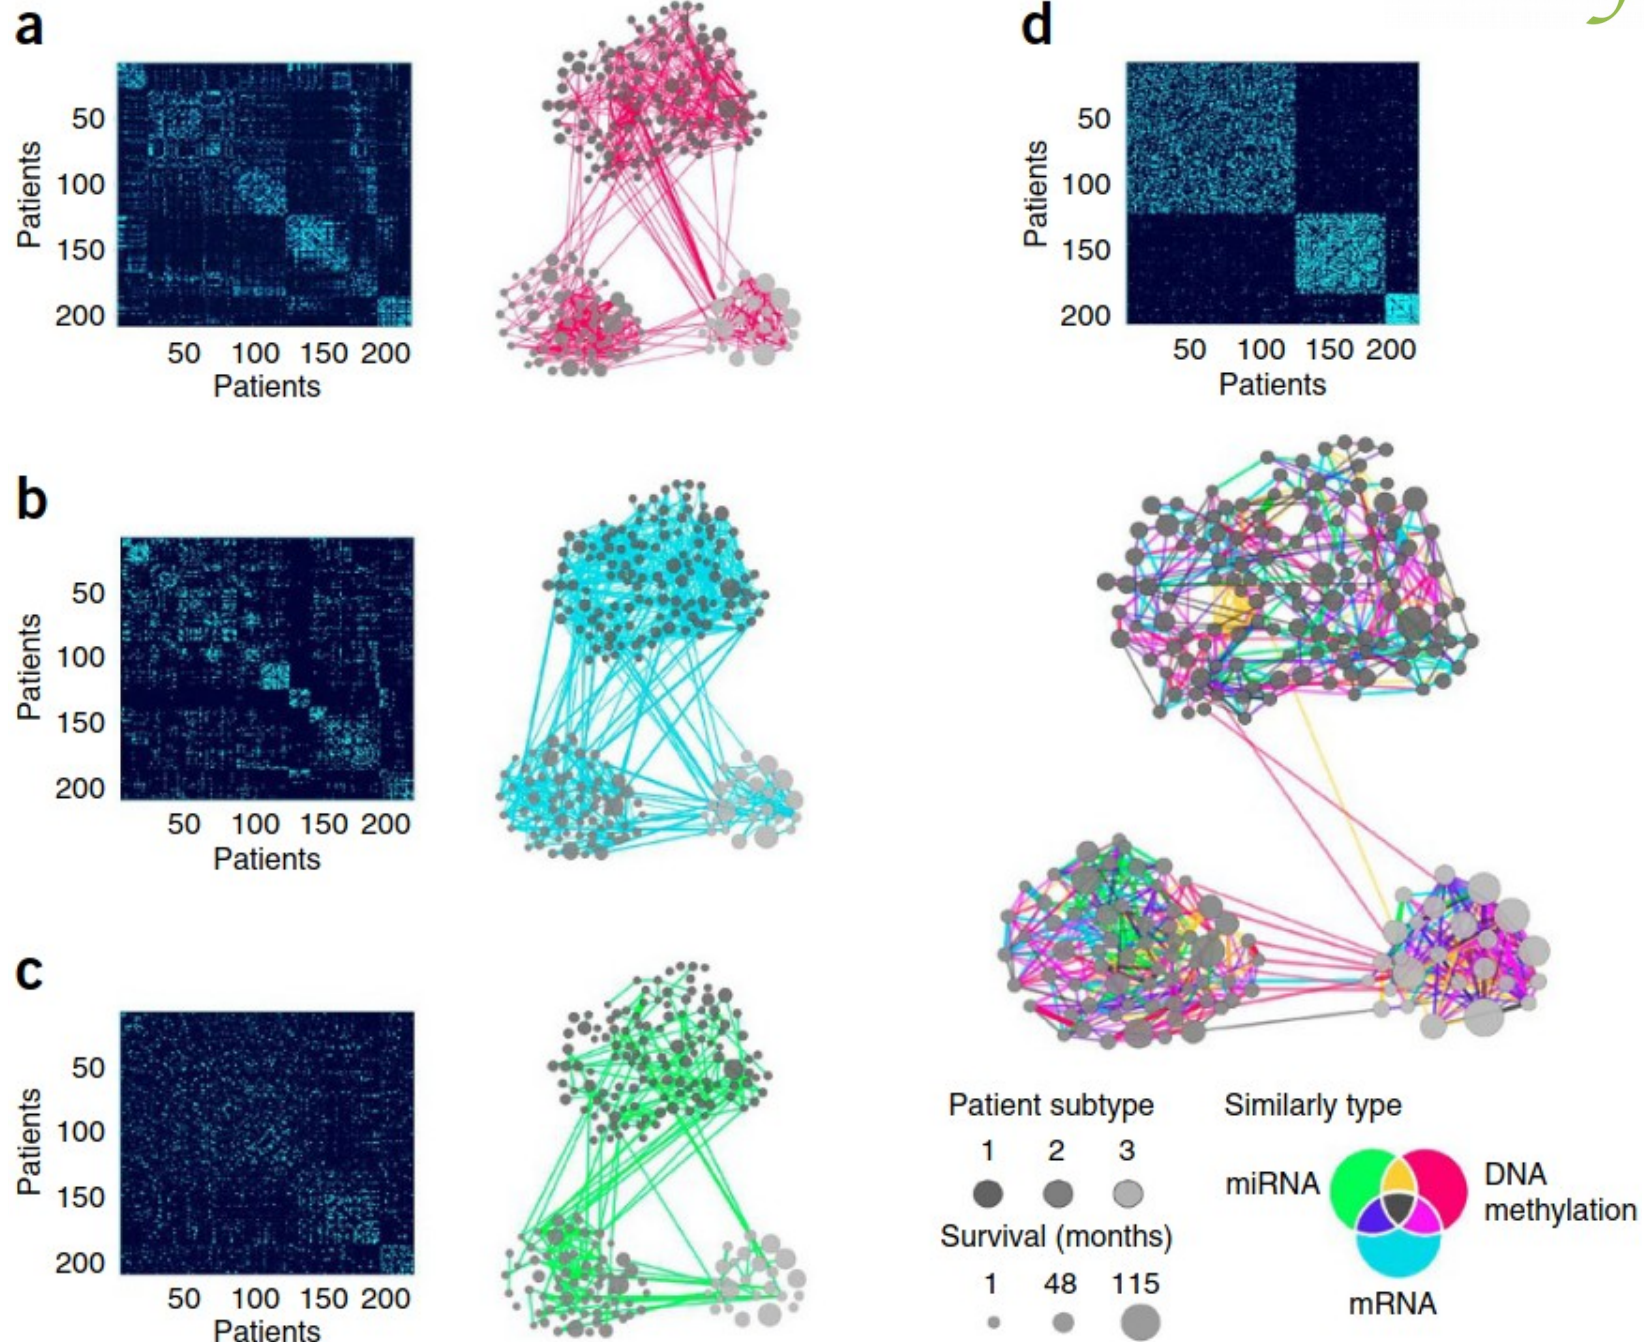 a
50
100
150
200
Patients
50 100 150 200
Patients
b
50
100
150
200
Patients
50 100 150 200
Patients
c
50
100
150
200
Patients
50 100 150 200
Patients
d
50
100
150
200
Patients
50 100 150 200
Patients
Patient subtype
1 2 3
Survival (months)
1 48 115
Similarly type
miRNA
DNA
methylation
mRNA